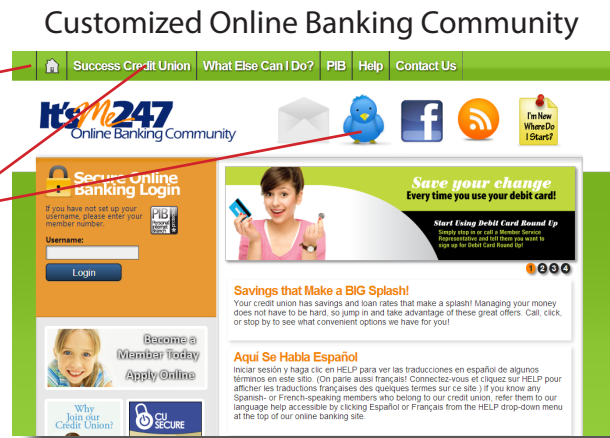 Customized Online Banking Community
Success Credit Union What Else Can I Do? PIB Help Contact Us
It's Me247
Online Banking Community
I'm New
Where Do
I Start?
Secure Online
Banking Login
If you have not set up your
username, please enter your
member number.
PIB
Personal
Internet
Branch
Username:
Login
Save your change
Every time you use your debit card!
Start Using Debit Card Round Up
Simply stop in or call a Member Service
Representative and tell them you want to
sign up for Debit Card Round Up!
1 2 3 4
Savings that Make a BIG Splash!
Your credit union has savings and loan rates that make a splash! Managing your money
does not have to be hard, so jump in and take advantage of these great offers. Call, click,
or stop by to see what convenient options we have for you!
Become a
Member Today
Apply Online
Aquí Se Habla Español
Iniciar sesión y haga clic en HELP para ver las traducciones en español de algunos
términos en este sitio. (On parle aussi français! Connectez-vous et cliquez sur HELP pour
afficher les traductions françaises des quelques termes sur ce site.) If you know any
Spanish- or French-speaking members who belong to our credit union, refer them to our
language help accessible by clicking Español or Français from the HELP drop-down menu
at the top of our online banking site.
Why
Join our
Credit Union?
CU
SECURE